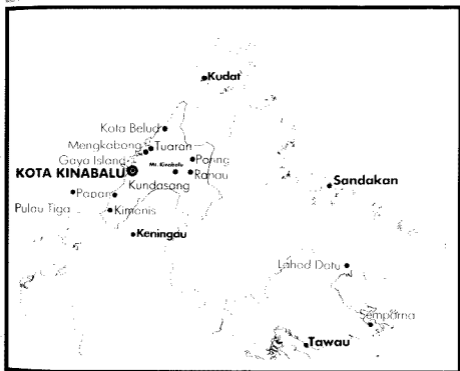 Kudat
Kota Belud
Mengkabong Tuaran
Gaya Island Mt. Kinabalu Poring
KOTA KINABALU Ranau
Kundasang Sandakan
Papar
Pulau Tiga Kimanis
Keningau
Lahad Datu
Semporna
Tawau